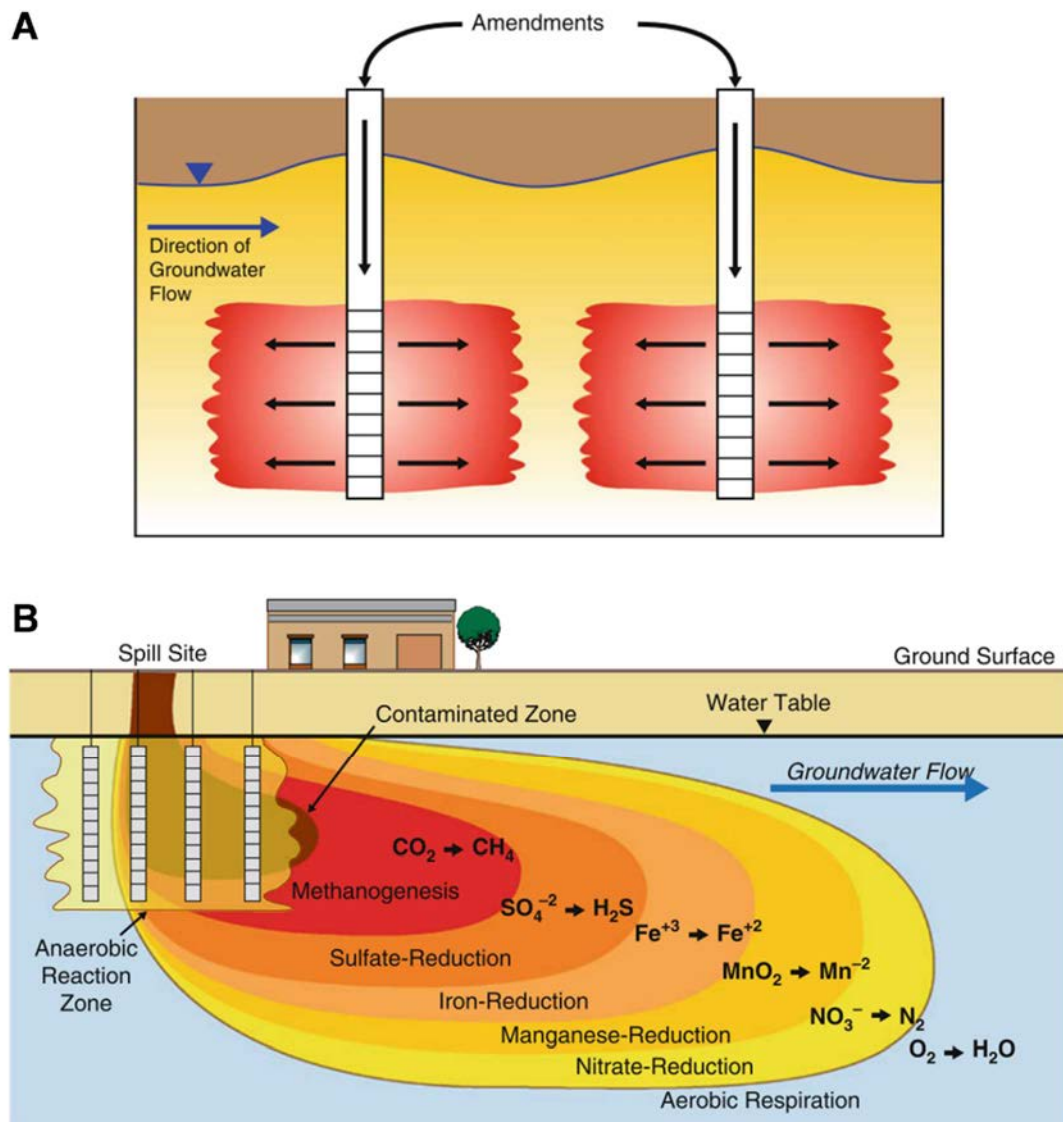 A
Amendments
Direction of
Groundwater
Flow
B
Spill Site
Ground Surface
Contaminated Zone
Water Table
Groundwater Flow
CO₂ → CH₄
Methanogenesis
SO₄⁻² → H₂S
Fe⁺³ → Fe⁺²
Anaerobic
Reaction
Zone
Sulfate-Reduction
MnO₂ → Mn⁻²
Iron-Reduction
NO₃⁻ → N₂
Manganese-Reduction
O₂ → H₂O
Nitrate-Reduction
Aerobic Respiration